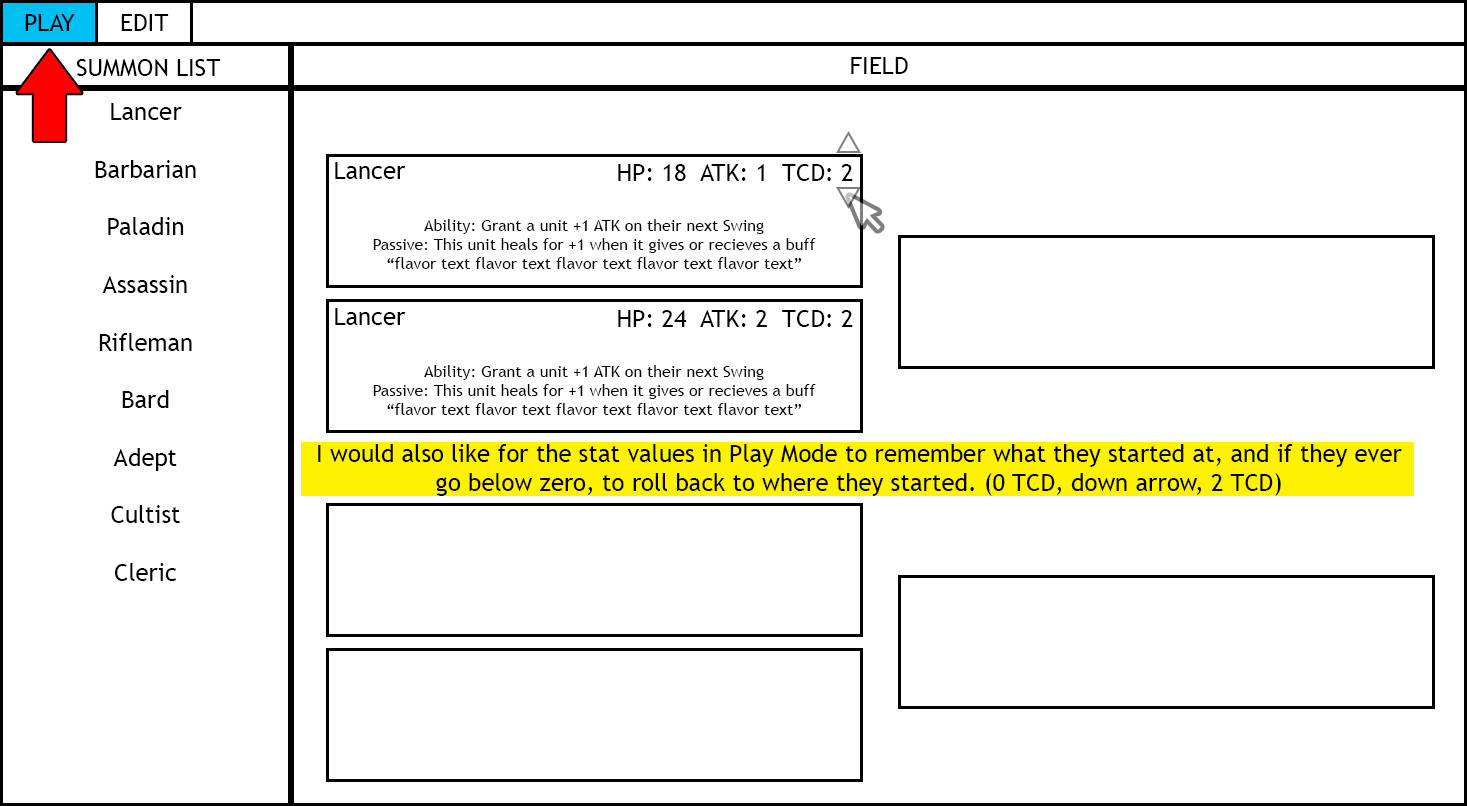 PLAY EDIT
SUMMON LIST
FIELD
Lancer
Barbarian
Paladin
Assassin
Rifleman
Bard
Adept
Cultist
Cleric
Lancer HP: 18 ATK: 1 TCD: 2
Ability: Grant a unit +1 ATK on their next Swing
Passive: This unit heals for +1 when it gives or recieves a buff
“flavor text flavor text flavor text flavor text flavor text”
Lancer HP: 24 ATK: 2 TCD: 2
Ability: Grant a unit +1 ATK on their next Swing
Passive: This unit heals for +1 when it gives or recieves a buff
“flavor text flavor text flavor text flavor text flavor text”
I would also like for the stat values in Play Mode to remember what they started at, and if they ever
go below zero, to roll back to where they started. (0 TCD, down arrow, 2 TCD)